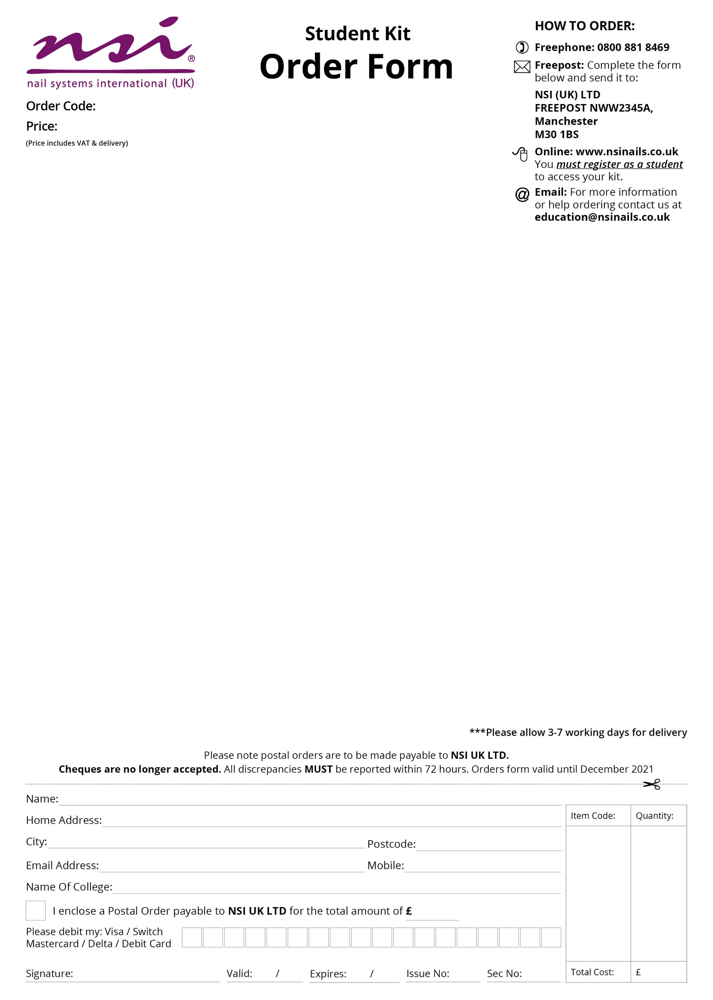 nsi®
nail systems international (UK)
Student Kit
Order Form
Order Code:
Price:
(Price includes VAT & delivery)
HOW TO ORDER:
Freephone: 0800 881 8469
Freepost: Complete the form
below and send it to:
NSI (UK) LTD
FREEPOST NWW2345A,
Manchester
M30 1BS
Online: www.nsinails.co.uk
You must register as a student
to access your kit.
@ Email: For more information
or help ordering contact us at
education@nsinails.co.uk
***Please allow 3-7 working days for delivery
Please note postal orders are to be made payable to NSI UK LTD.
Cheques are no longer accepted. All discrepancies MUST be reported within 72 hours. Orders form valid until December 2021
Name:
Home Address:
City: Postcode:
Email Address: Mobile:
Name Of College:
I enclose a Postal Order payable to NSI UK LTD for the total amount of £
Please debit my: Visa / Switch
Mastercard / Delta / Debit Card
Signature: Valid: / Expires: / Issue No: Sec No:
Item Code: Quantity:
Total Cost: £